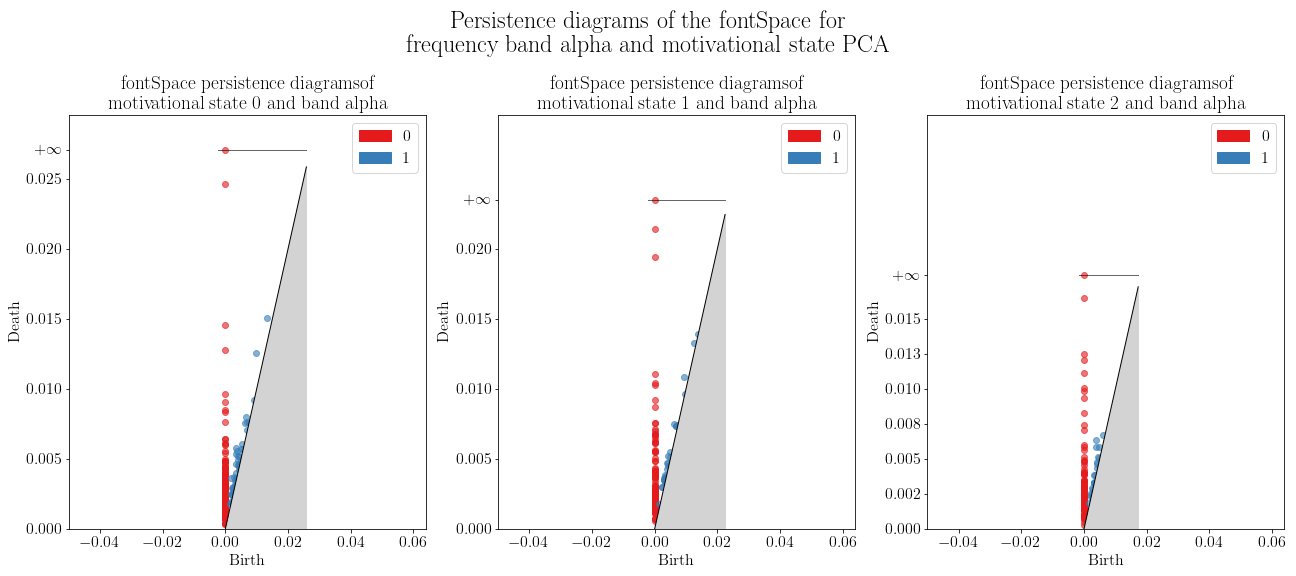 Persistence diagrams of the fontSpace for
frequency band alpha and motivational state PCA
fontSpace persistence diagramsof
motivational state 0 and band alpha
0
1
+∞
0.025
0.020
0.015
0.010
0.005
0.000
Death
−0.04 −0.02 0.00 0.02 0.04 0.06
Birth
fontSpace persistence diagramsof
motivational state 1 and band alpha
0
1
+∞
0.020
0.015
0.010
0.005
0.000
Death
−0.04 −0.02 0.00 0.02 0.04 0.06
Birth
fontSpace persistence diagramsof
motivational state 2 and band alpha
0
1
+∞
0.015
0.013
0.010
0.008
0.005
0.002
0.000
Death
−0.04 −0.02 0.00 0.02 0.04 0.06
Birth